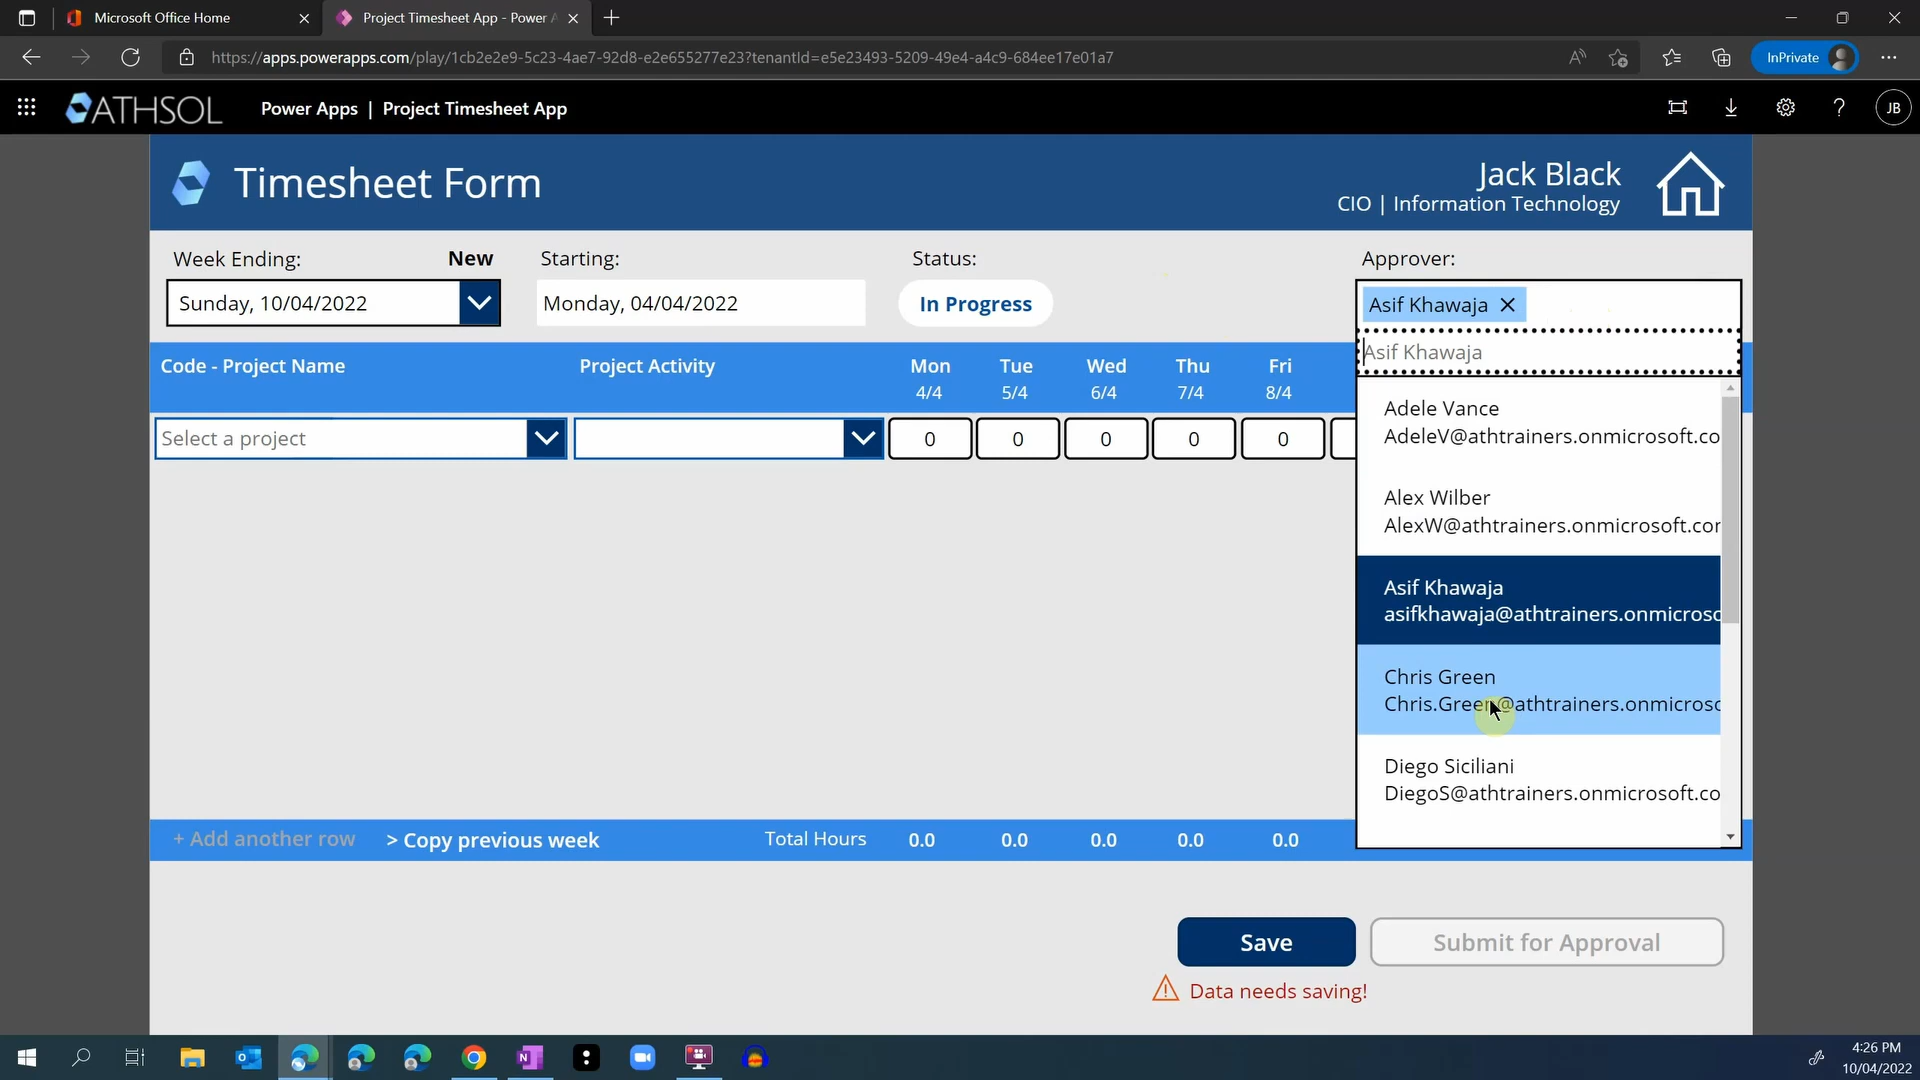 Microsoft Office Home
Project Timesheet App - Power A
https://apps.powerapps.com/play/1cb2e2e9-5c23-4ae7-92d8-e2e655277e23?tenantId=e5e23493-5209-49e4-a4c9-684ee17e01a7
InPrivate
ATHSOL
Power Apps | Project Timesheet App
JB
Timesheet Form
Jack Black
CIO | Information Technology
Week Ending: New Starting: Status: Approver:
Sunday, 10/04/2022 Monday, 04/04/2022 In Progress Asif Khawaja
Asif Khawaja
Code - Project Name Project Activity Mon Tue Wed Thu Fri
4/4 5/4 6/4 7/4 8/4
Select a project 0 0 0 0 0
Adele Vance
AdeleV@athtrainers.onmicrosoft.co
Alex Wilber
AlexW@athtrainers.onmicrosoft.cor
Asif Khawaja
asifkhawaja@athtrainers.onmicrosc
Chris Green
Chris.Green@athtrainers.onmicrosc
Diego Siciliani
DiegoS@athtrainers.onmicrosoft.co
+ Add another row > Copy previous week Total Hours 0.0 0.0 0.0 0.0 0.0
Save Submit for Approval
Data needs saving!
4:26 PM
10/04/2022